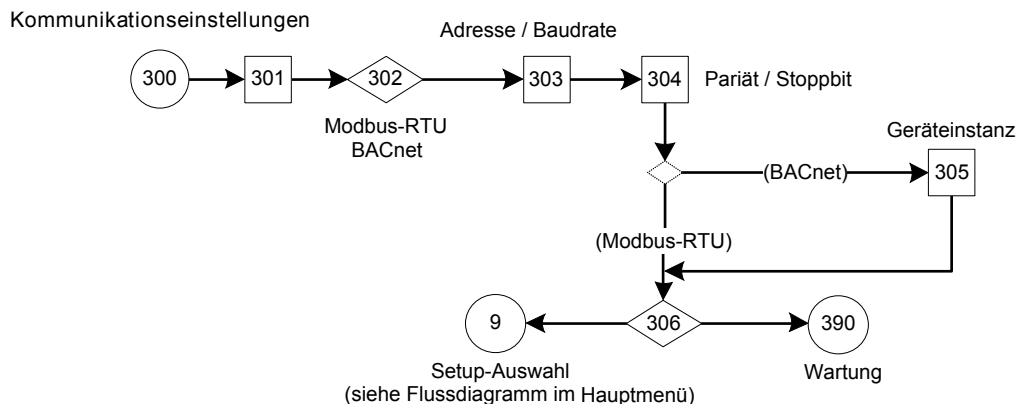 Kommunikationseinstellungen
Adresse / Baudrate
300
301
302
303
304
Pariät / Stoppbit
Modbus-RTU
BACnet
Geräteinstanz
(BACnet)
305
(Modbus-RTU)
9
306
390
Setup-Auswahl
(siehe Flussdiagramm im Hauptmenü)
Wartung